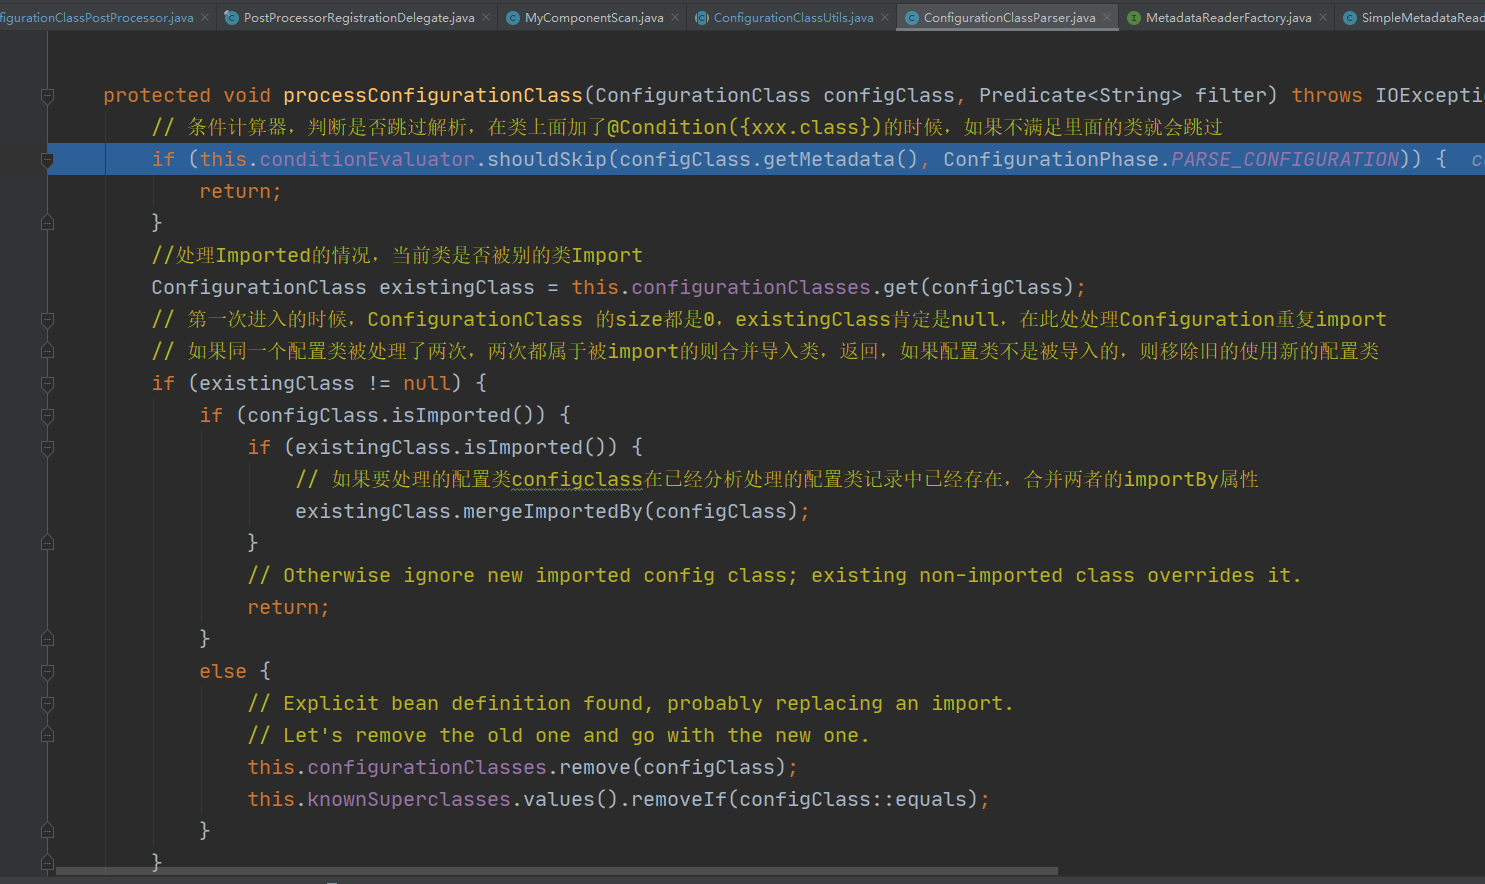 figurationClassPostProcessor.java PostProcessorRegistrationDelegate.java MyComponentScan.java ConfigurationClassUtils.java ConfigurationClassParser.java MetadataReaderFactory.java SimpleMetadataRead
protected void processConfigurationClass(ConfigurationClass configClass, Predicate<String> filter) throws IOExcepti
// 条件计算器，判断是否跳过解析，在类上面加了@Condition({xxx.class})的时候，如果不满足里面的类就会跳过
if (this.conditionEvaluator.shouldSkip(configClass.getMetadata(), ConfigurationPhase.PARSE_CONFIGURATION)) { c
return;
}
//处理Imported的情况，当前类是否被别的类Import
ConfigurationClass existingClass = this.configurationClasses.get(configClass);
// 第一次进入的时候，ConfigurationClass 的size都是0，existingClass肯定是null，在此处处理Configuration重复import
// 如果同一个配置类被处理了两次，两次都属于被import的则合并导入类，返回，如果配置类不是被导入的，则移除旧的使用新的配置类
if (existingClass != null) {
if (configClass.isImported()) {
if (existingClass.isImported()) {
// 如果要处理的配置类configclass在已经分析处理的配置类记录中已经存在，合并两者的importBy属性
existingClass.mergeImportedBy(configClass);
}
// Otherwise ignore new imported config class; existing non-imported class overrides it.
return;
}
else {
// Explicit bean definition found, probably replacing an import.
// Let's remove the old one and go with the new one.
this.configurationClasses.remove(configClass);
this.knownSuperclasses.values().removeIf(configClass::equals);
}
}